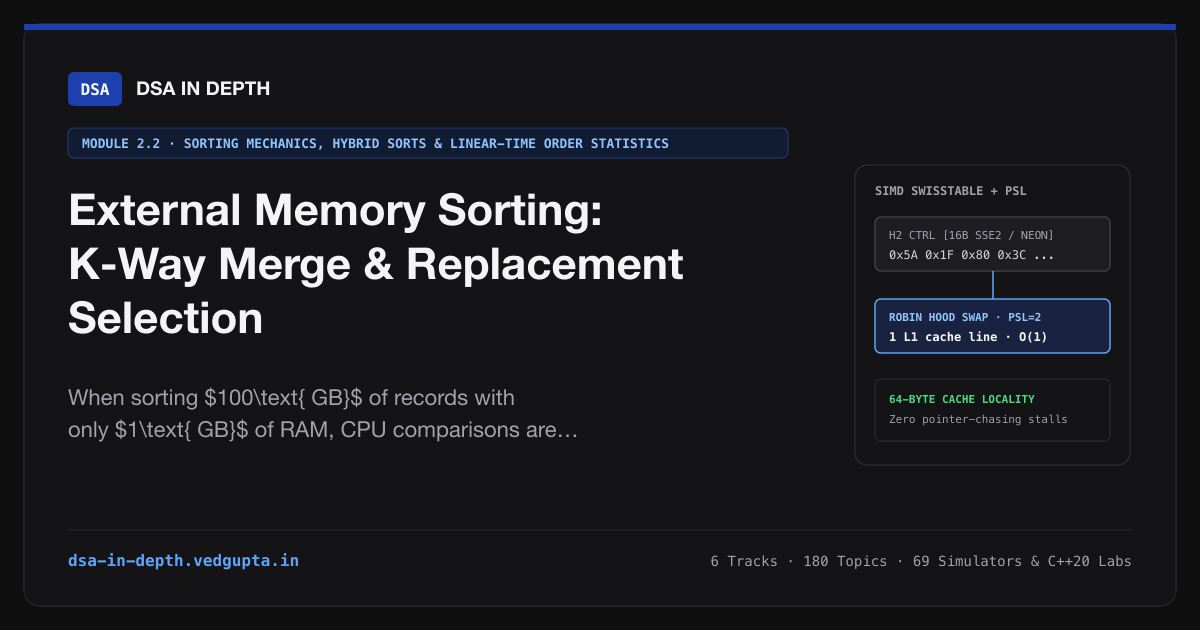 DSA
DSA IN DEPTH
MODULE 2.2 · SORTING MECHANICS, HYBRID SORTS & LINEAR–TIME ORDER STATISTICS
External Memory Sorting:
K-Way Merge & Replacement
Selection
When sorting $100\text{ GB}$ of records with
only $1\text{ GB}$ of RAM, CPU comparisons are…
SIMD SWISSTABLE + PSL
H2 CTRL [16B SSE2 / NEON]
0x5A 0x1F 0x80 0x3C ...
ROBIN HOOD SWAP · PSL=2
1 L1 cache line · O(1)
64–BYTE CACHE LOCALITY
Zero pointer–chasing stalls
dsa–in–depth.vedgupta.in
6 Tracks · 180 Topics · 69 Simulators & C++20 Labs